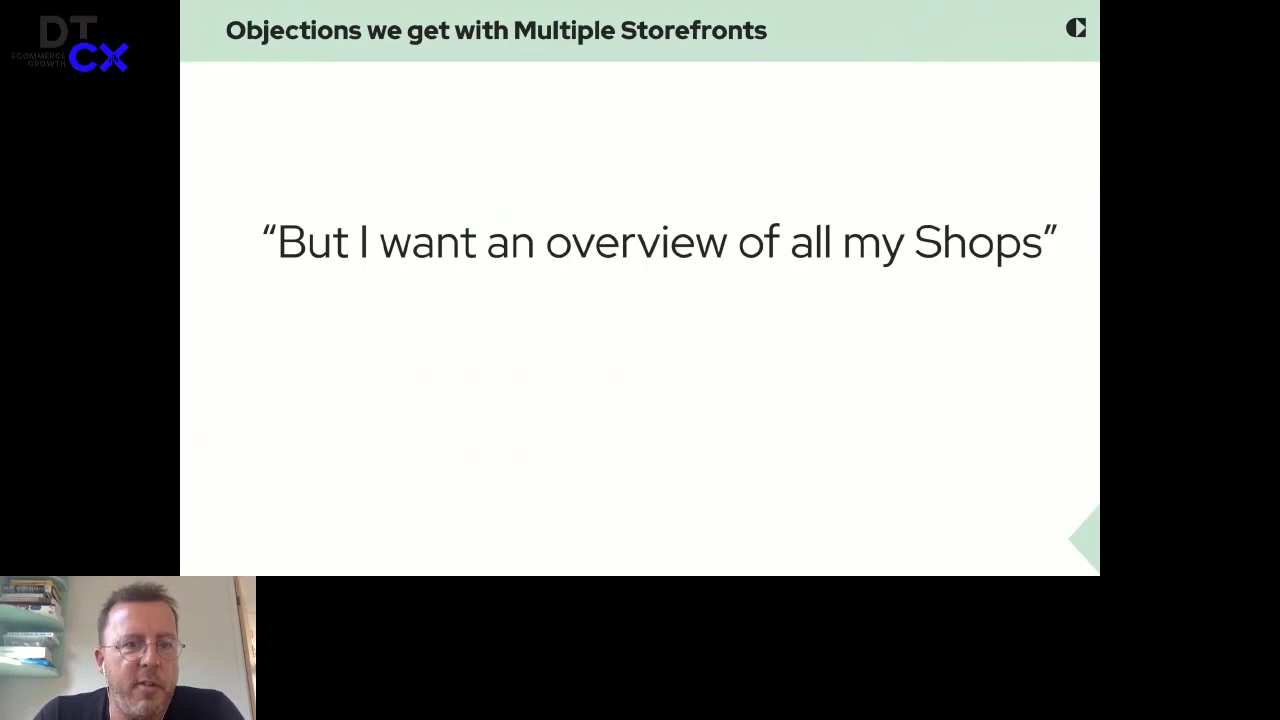 Objections we get with Multiple Storefronts
DT
ECOMMERCE
GROWTH
CX
“But I want an overview of all my Shops”